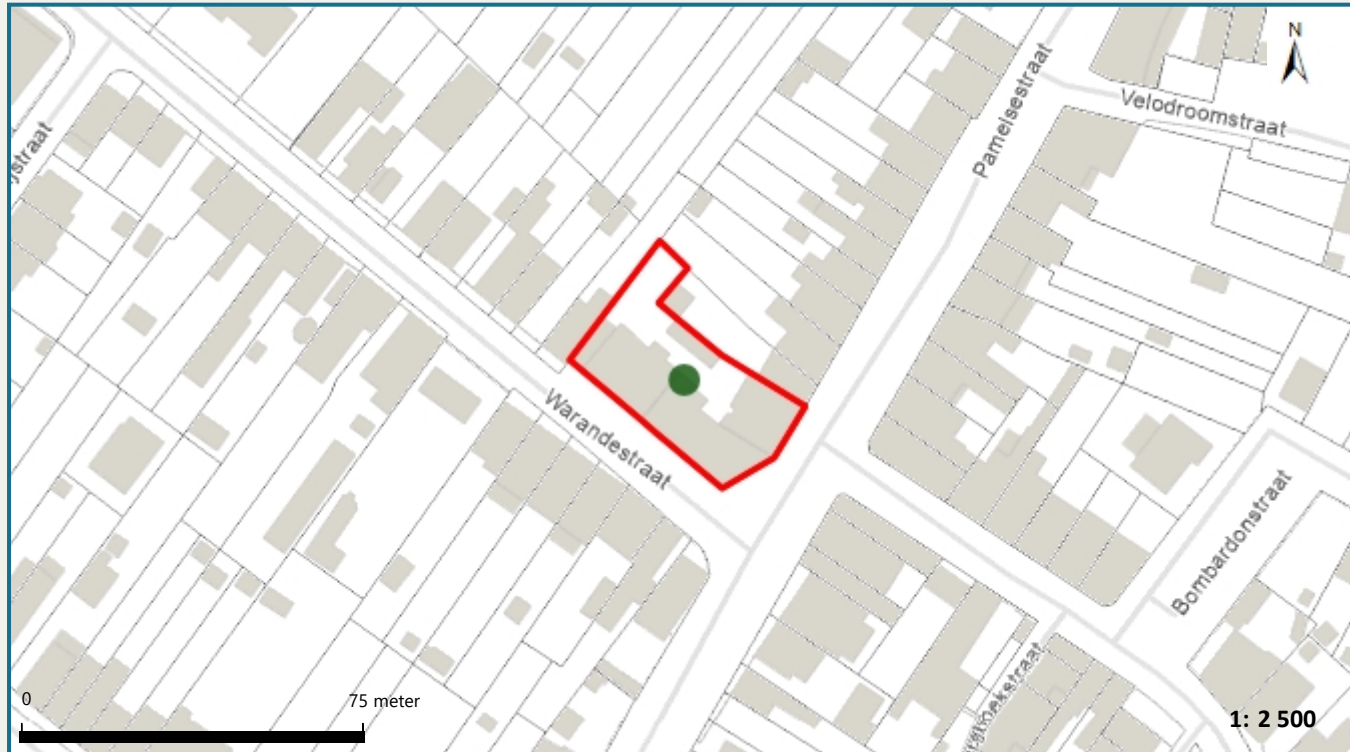 N
Velodroomstraat
Pamelsestraat
Warandestraat
Bombardonstraat
0 75 meter
1: 2 500